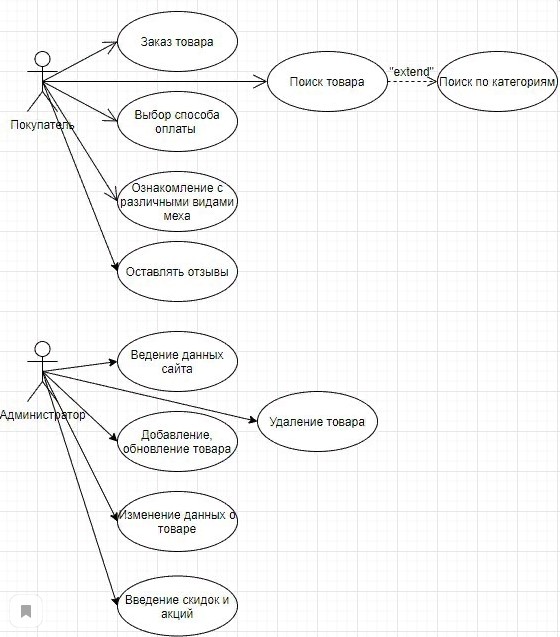 Заказ товара
Поиск товара
"extend"
Поиск по категориям
Покупатель
Выбор способа
оплаты
Ознакомление с
различными видами
меха
Оставлять отзывы
Ведение данных
сайта
Администратор
Удаление товара
Добавление,
обновление товара
Изменение данных о
товаре
Введение скидок и
акций